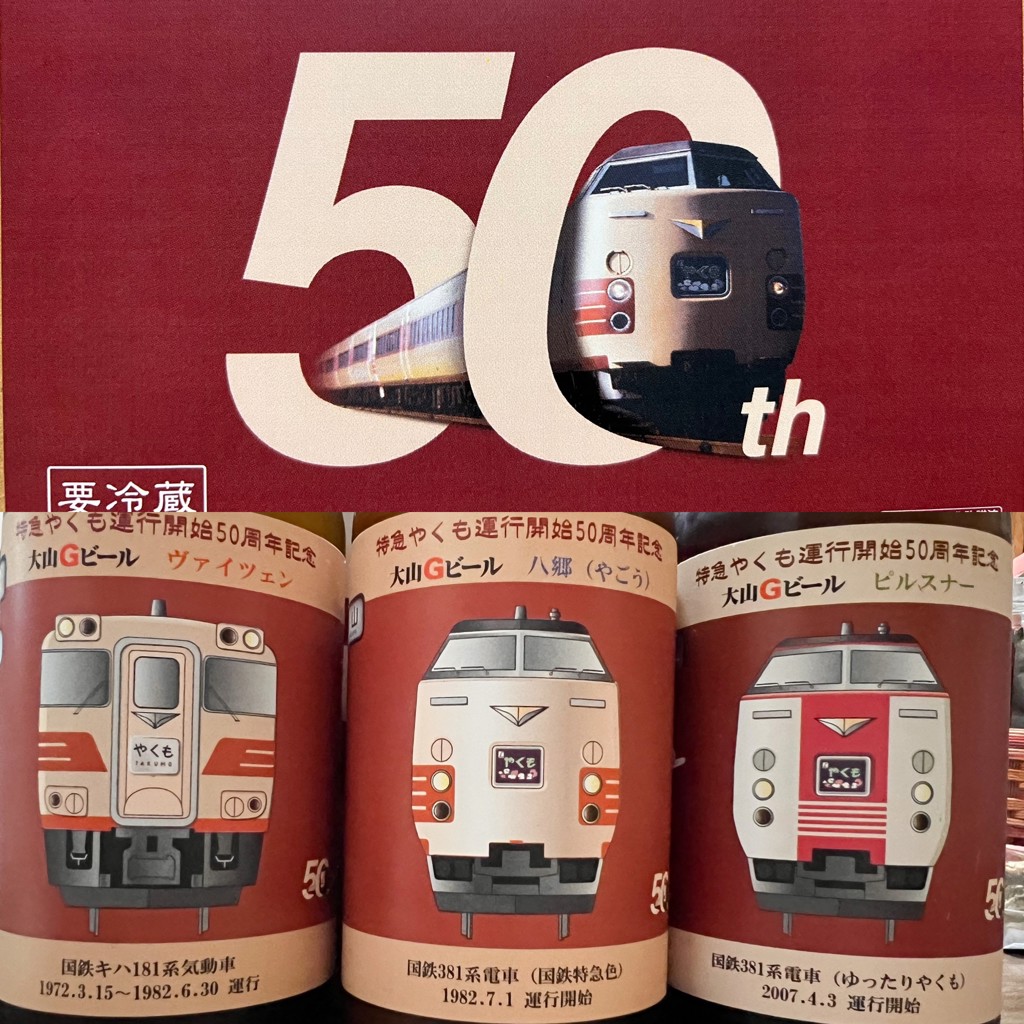 50
th
やくも
要冷蔵
特急やくも運行開始50周年記念
大山Gビール ヴァイツェン
やくも
YAKUMO
50
国鉄キハ181系気動車
1972.3.15〜1982.6.30 運行
特急やくも運行開始50周年記念
大山Gビール 八郷（やごう）
山
やくも
50
国鉄381系電車（国鉄特急色）
1982.7.1 運行開始
特急やくも運行開始50周年記念
大山Gビール ピルスナー
やくも
50
国鉄381系電車（ゆったりやくも）
2007.4.3 運行開始